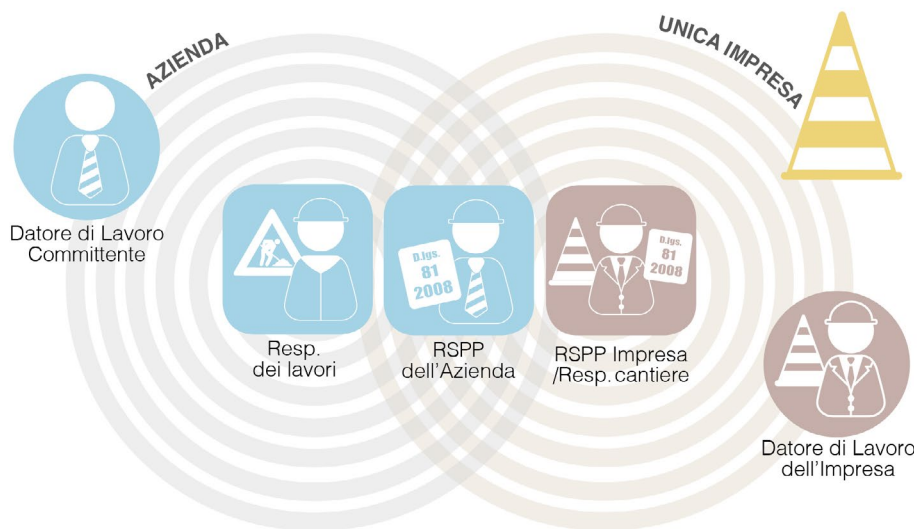 AZIENDA
UNICA IMPRESA
Datore di Lavoro
Committente
D.lgs.
81
2008
D.lgs.
81
2008
Resp.
dei lavori
RSPP
dell'Azienda
RSPP Impresa
/Resp. cantiere
Datore di Lavoro
dell'Impresa